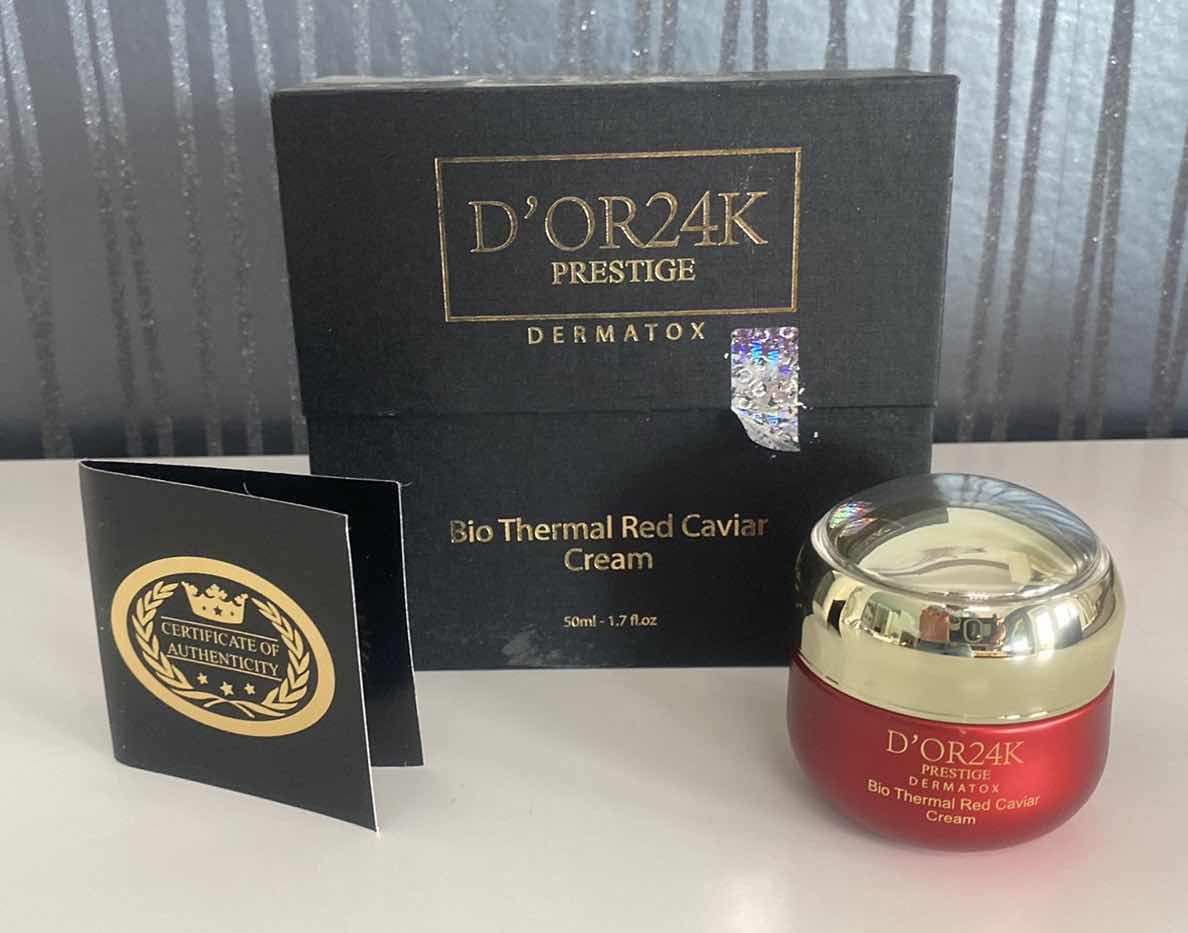 D'OR24K
PRESTIGE
DERMATOX
Bio Thermal Red Caviar
Cream
50ml - 1.7 fl.oz
CERTIFICATE OF
AUTHENTICITY
D'OR24K
PRESTIGE
DERMATOX
Bio Thermal Red Caviar
Cream